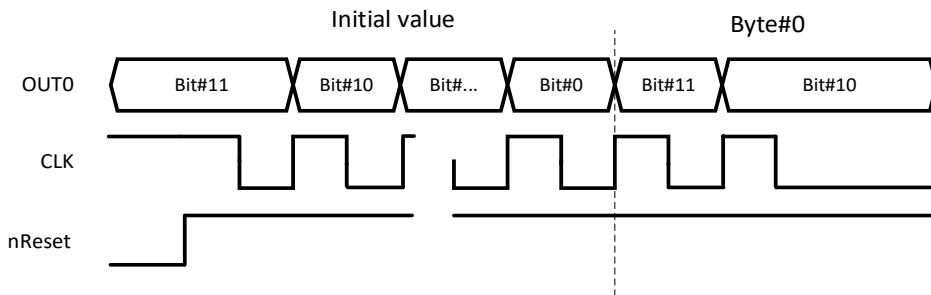 Initial value
Byte#0
OUT0
Bit#11
Bit#10
Bit#...
Bit#0
Bit#11
Bit#10
CLK
nReset